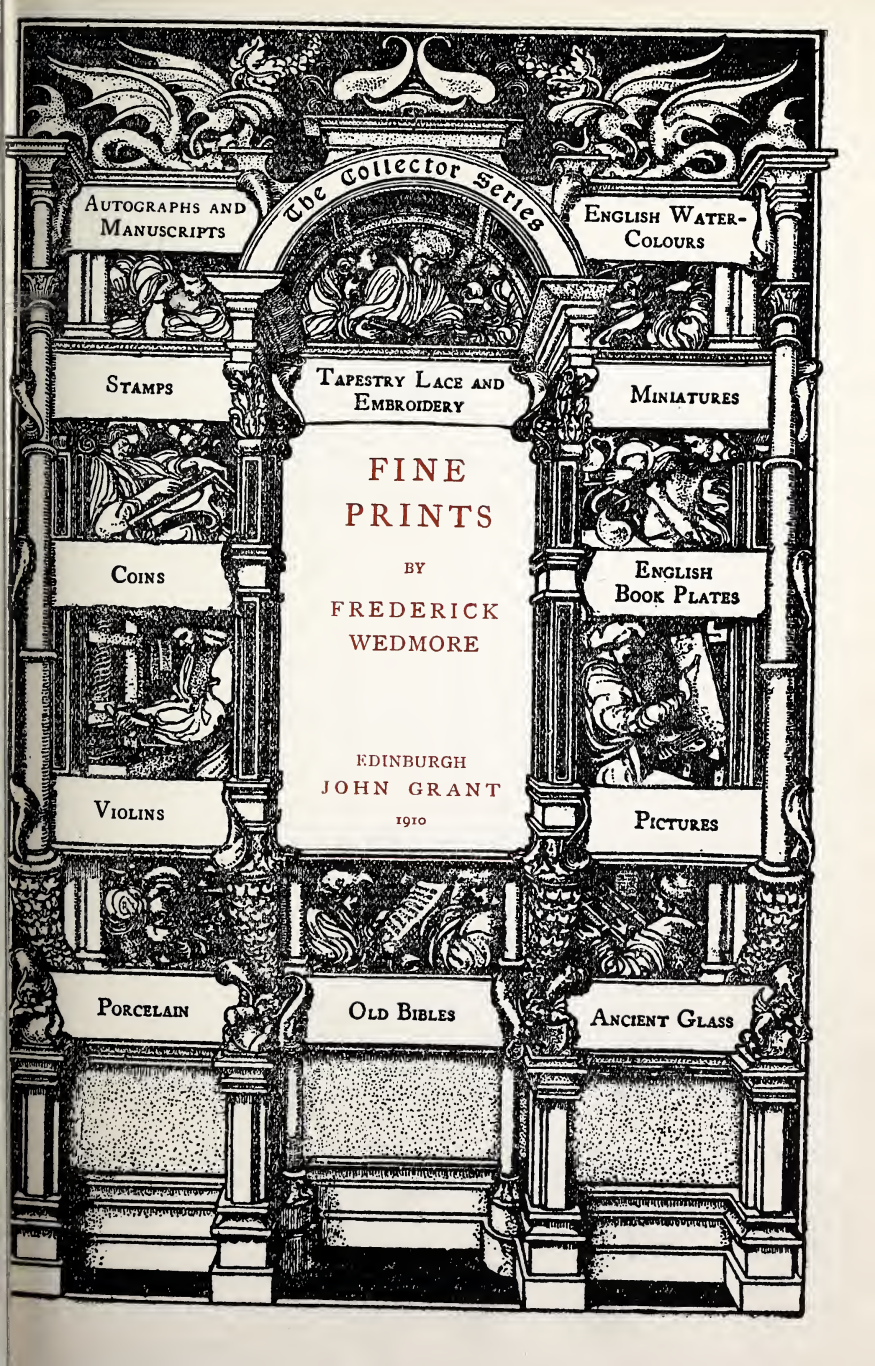 The Collector Series
AUTOGRAPHS AND
MANUSCRIPTS
ENGLISH WATER-
COLOURS
STAMPS
TAPESTRY LACE AND
EMBROIDERY
MINIATURES
FINE
PRINTS
BY
FREDERICK
WEDMORE
EDINBURGH
JOHN GRANT
1910
COINS
ENGLISH
BOOK PLATES
VIOLINS
PICTURES
PORCELAIN
OLD BIBLES
ANCIENT GLASS